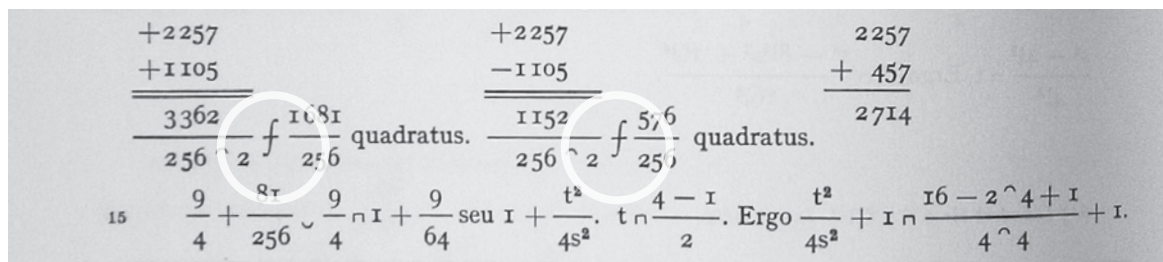 +2257 +2257 2257
+1105 −1105 + 457
3362 1681 1152 576 2714
⨍ quadratus. ⨍ quadratus.
256 ⌢ 2 256 256 ⌢ 2 256
15 9/4 + 81/256 ⌣ 9/4 ⊓ 1 + 9/64 seu 1 + t²/4s². t ⊓ 4 − 1/2. Ergo t²/4s² + 1 ⊓ 16 − 2⌢4 + 1/4⌢4 + 1.